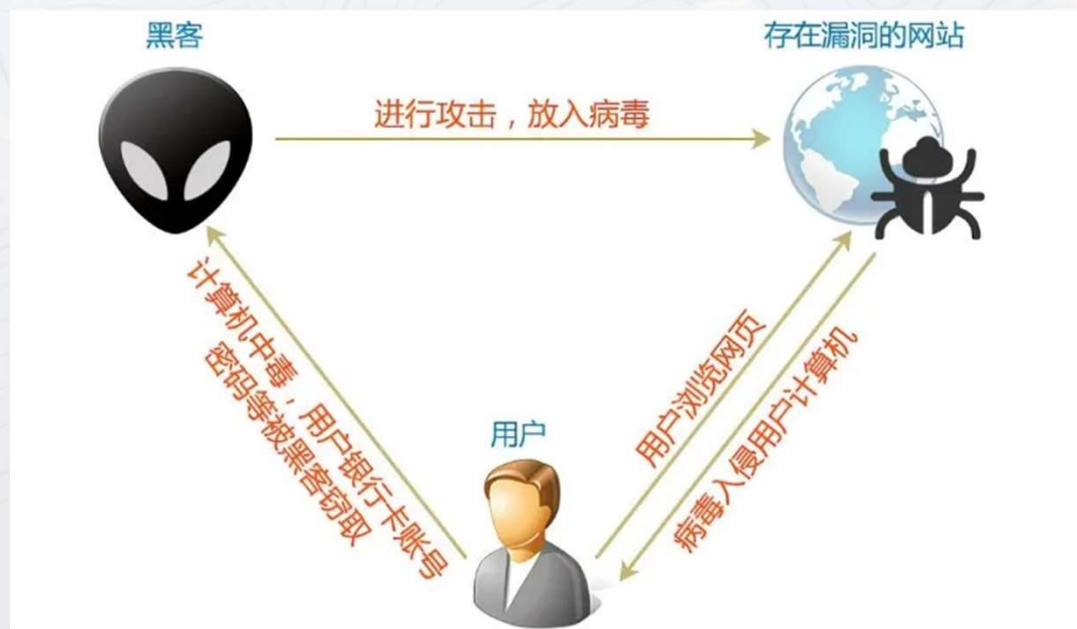 黑客
存在漏洞的网站
进行攻击，放入病毒
计算机中毒，用户银行卡账号
密码等被黑客窃取
用户浏览网页
病毒入侵用户计算机
用户